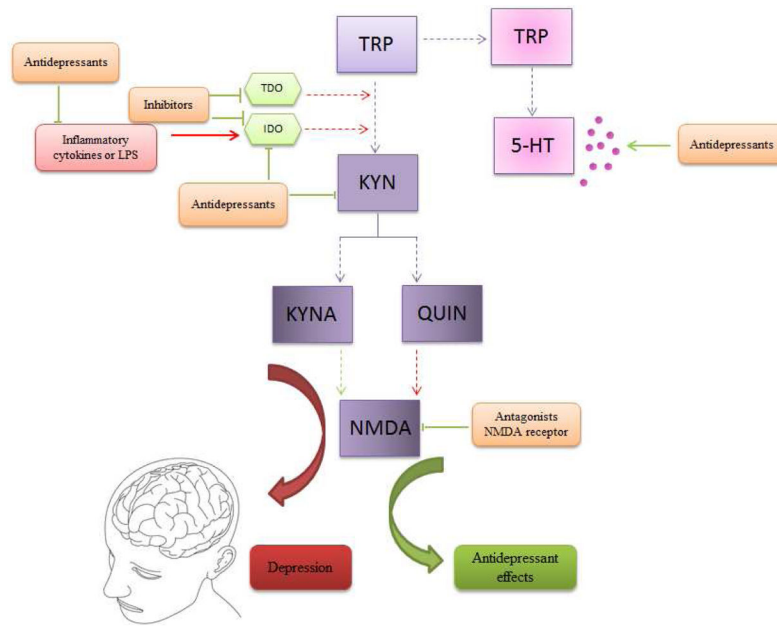 TRP
TRP
Antidepressants
TDO
Inhibitors
IDO
Inflammatory
cytokines or LPS
5-HT
Antidepressants
KYN
Antidepressants
KYNA
QUIN
NMDA
Antagonists
NMDA receptor
Depression
Antidepressant
effects